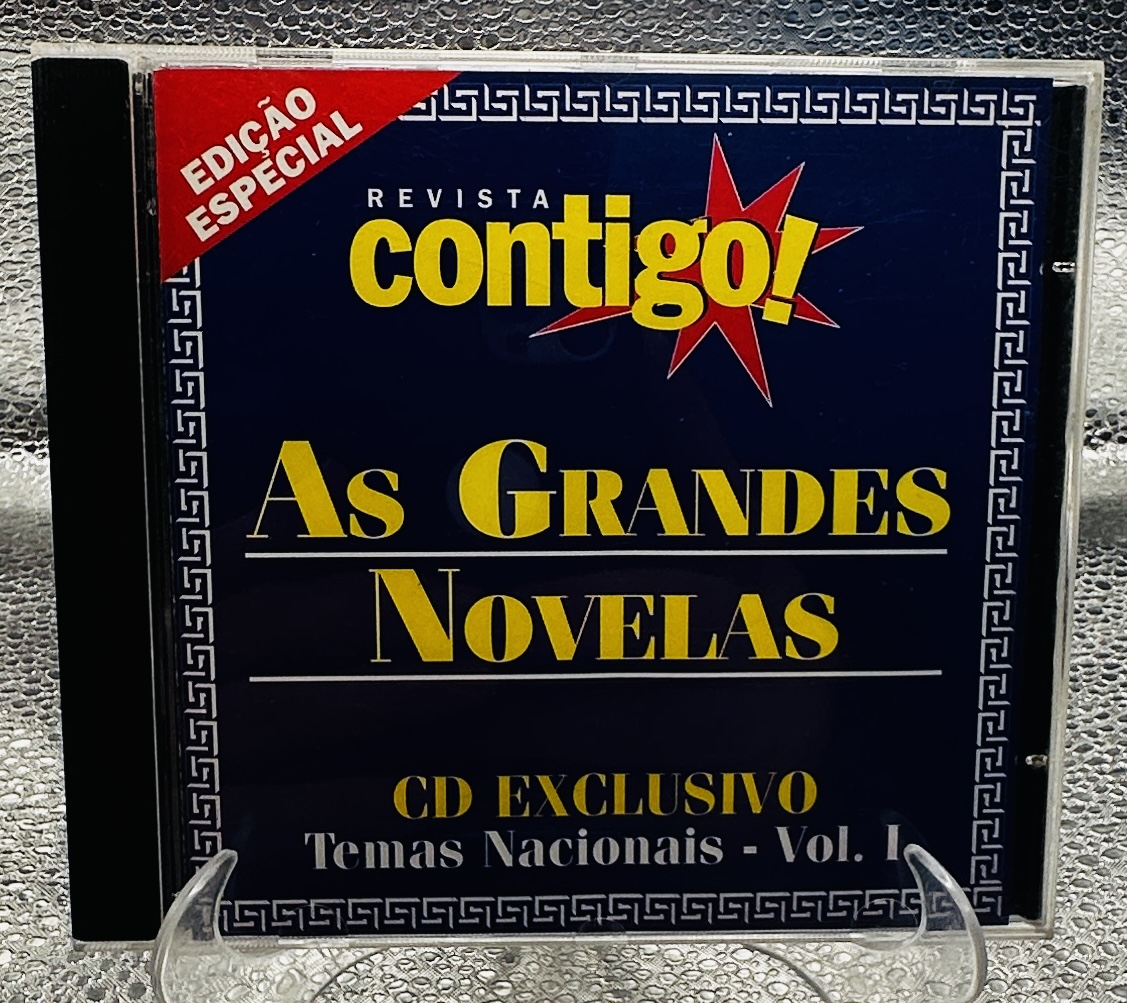 EDIÇÃO
ESPECIAL
REVISTA
contigo!
AS GRANDES
NOVELAS
CD EXCLUSIVO
Temas Nacionais - Vol. I